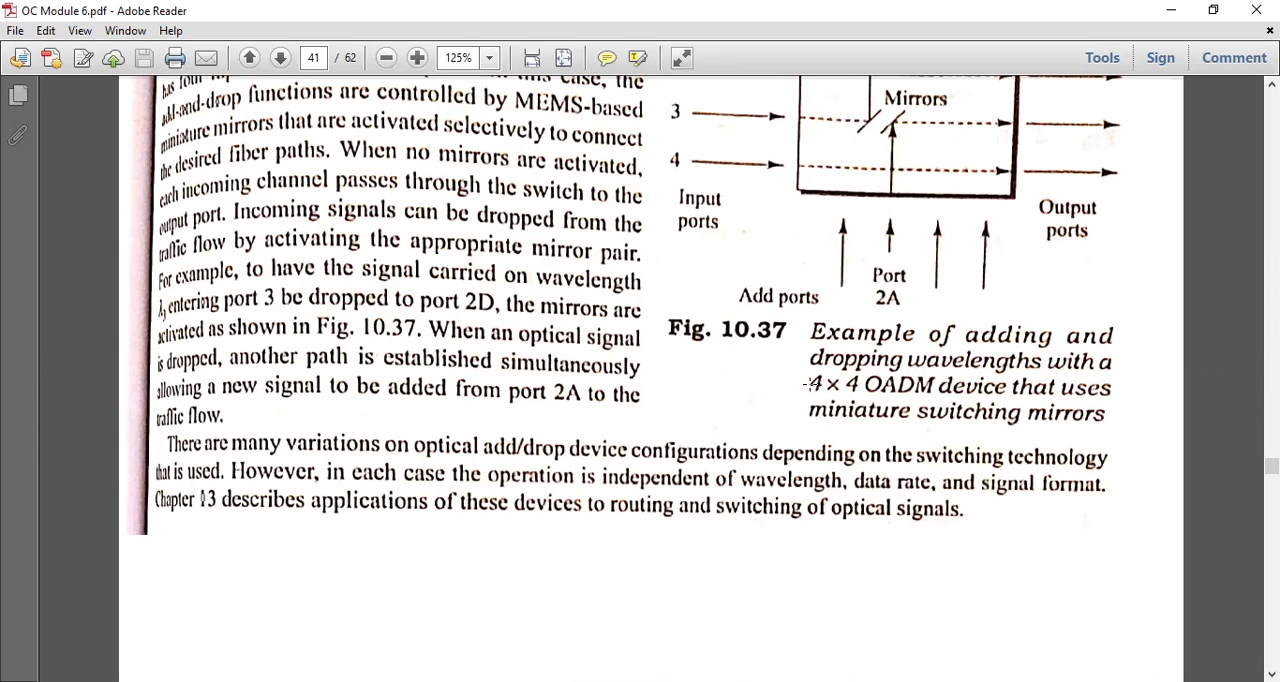 OC Module 6.pdf - Adobe Reader
File Edit View Window Help
41 / 62 125% Tools Sign Comment
this case, the
add-and-drop functions are controlled by MEMS-based
miniature mirrors that are activated selectively to connect
the desired fiber paths. When no mirrors are activated,
each incoming channel passes through the switch to the
output port. Incoming signals can be dropped from the
traffic flow by activating the appropriate mirror pair.
For example, to have the signal carried on wavelength
λ3 entering port 3 be dropped to port 2D, the mirrors are
activated as shown in Fig. 10.37. When an optical signal
is dropped, another path is established simultaneously
allowing a new signal to be added from port 2A to the
traffic flow.
Mirrors
3
4
Input
ports
Output
ports
Port
2A
Add ports
Fig. 10.37 Example of adding and
dropping wavelengths with a
4 × 4 OADM device that uses
miniature switching mirrors
There are many variations on optical add/drop device configurations depending on the switching technology
that is used. However, in each case the operation is independent of wavelength, data rate, and signal format.
Chapter 13 describes applications of these devices to routing and switching of optical signals.